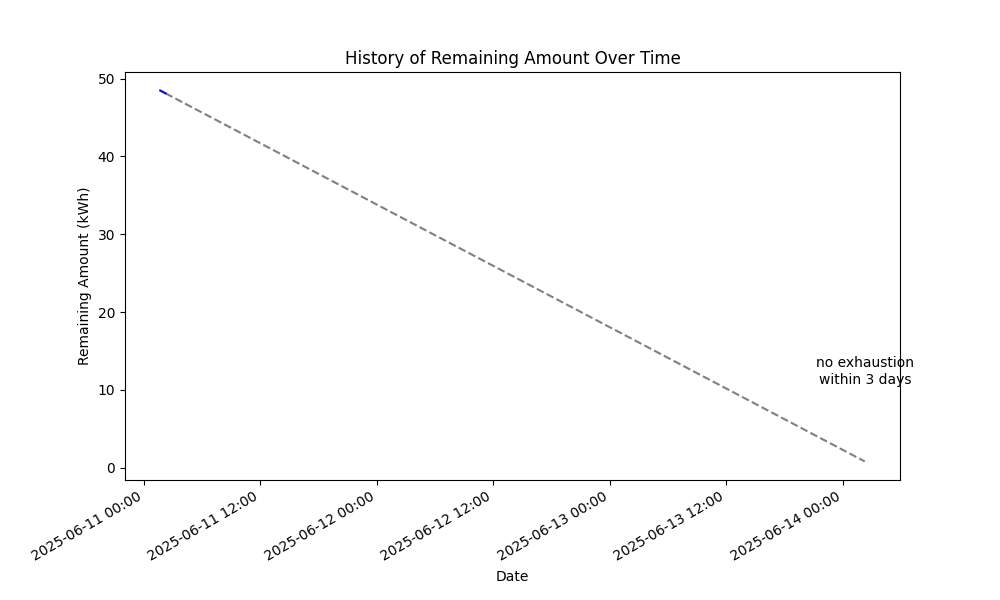 History of Remaining Amount Over Time
Remaining Amount (kWh)
50
40
30
20
10
0
no exhaustion
within 3 days
2025-06-11 00:00
2025-06-11 12:00
2025-06-12 00:00
2025-06-12 12:00
2025-06-13 00:00
2025-06-13 12:00
2025-06-14 00:00
Date